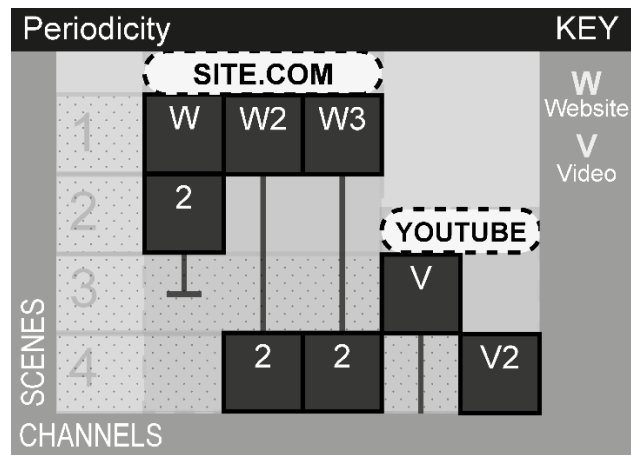 Periodicity KEY
SITE.COM
W
Website
V
Video
1 W W2 W3
2 2
YOUTUBE
3 V
4 2 2 V2
SCENES
CHANNELS